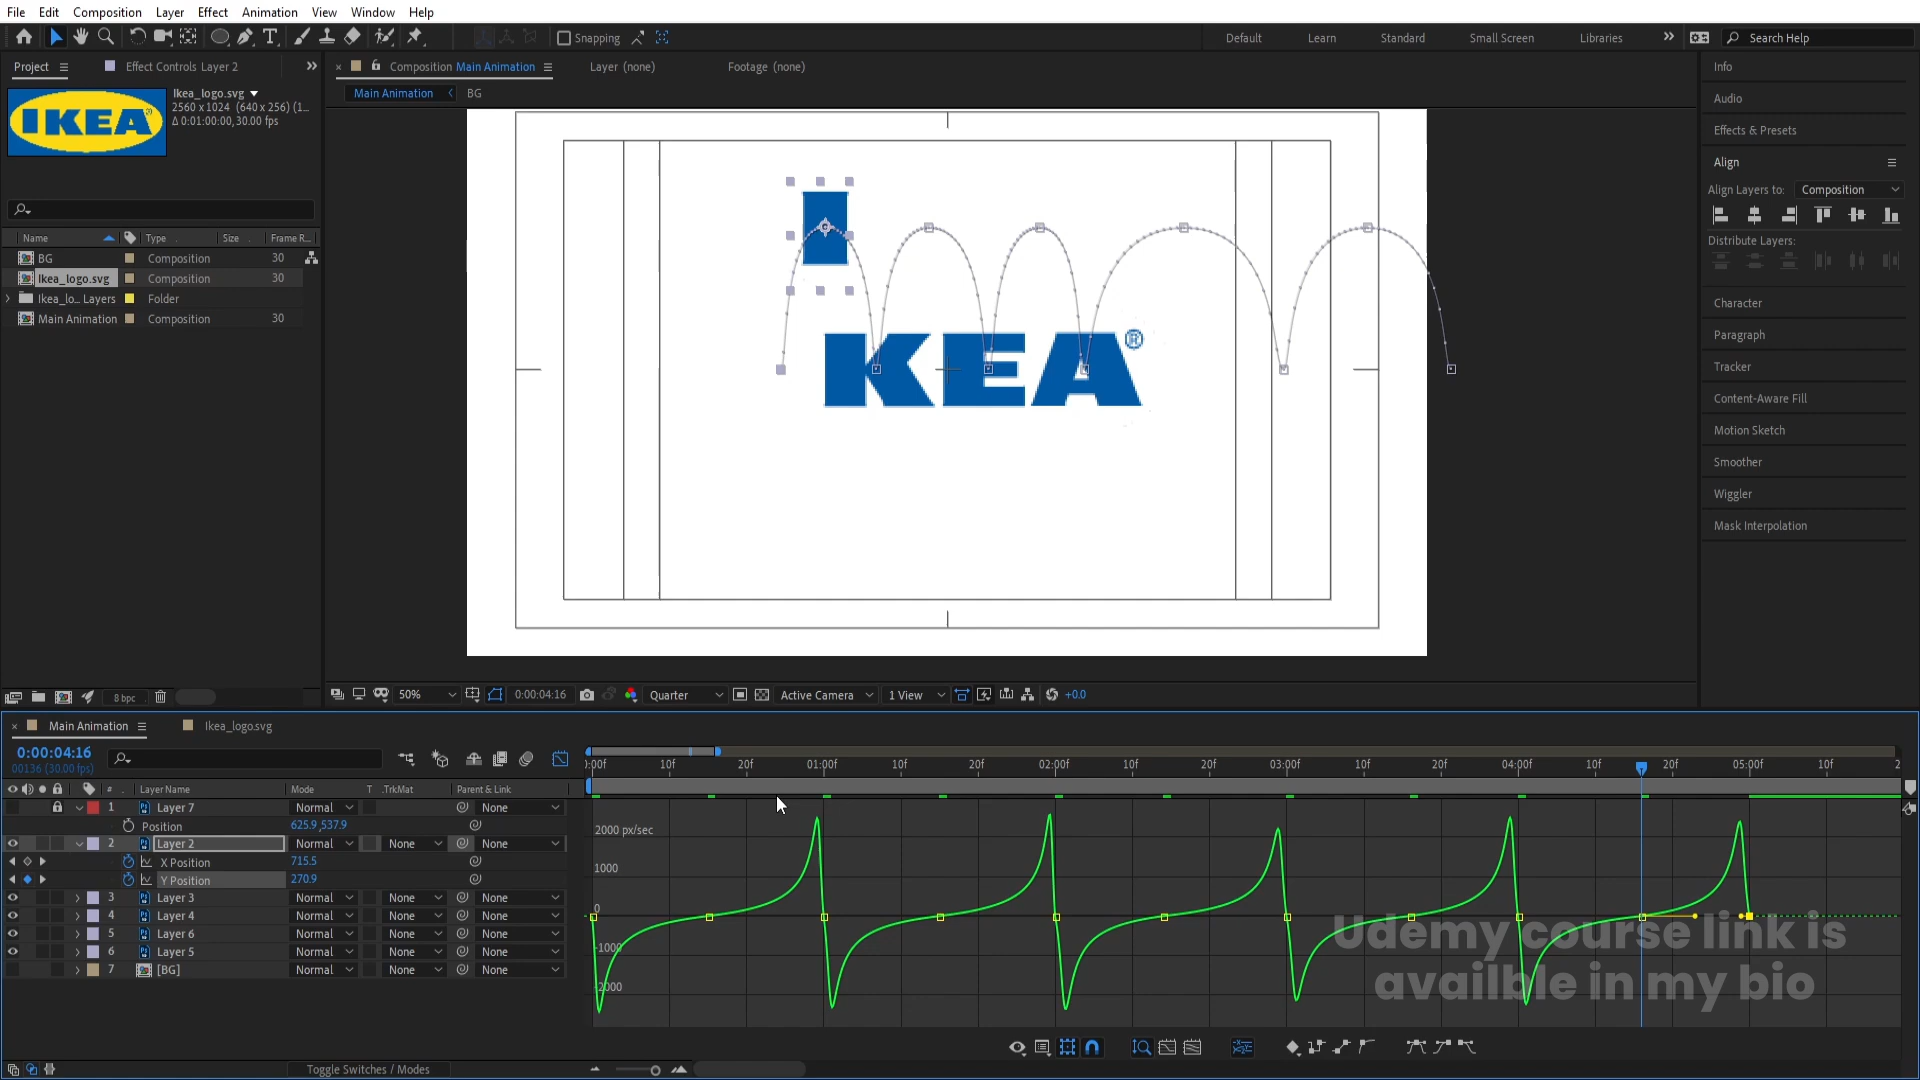 File Edit Composition Layer Effect Animation View Window Help
Snapping Default Learn Standard Small Screen Libraries Search Help
Project Effect Controls Layer 2 Composition Main Animation Layer (none) Footage (none) Info
Main Animation BG
Ikea_logo.svg
2560 x 1024 (640 x 256) (1...
Δ 0:01:00:00, 30.00 fps
IKEA®
Audio
Effects & Presets
Align
Align Layers to: Composition
Distribute Layers:
Name Type Size Frame R...
BG Composition 30
Ikea_logo.svg Composition 30
Ikea_lo... Layers Folder
Main Animation Composition 30
KEA®
Character
Paragraph
Tracker
Content-Aware Fill
Motion Sketch
Smoother
Wiggler
Mask Interpolation
8 bpc 50% 0:00:04:16 Quarter Active Camera 1 View +0.0
Main Animation Ikea_logo.svg
0:00:04:16
00136 (30.00 fps)
):00f 10f 20f 01:00f 10f 20f 02:00f 10f 20f 03:00f 10f 20f 04:00f 10f 20f 05:00f 10f 2
# Layer Name Mode T .TrkMat Parent & Link
1 Layer 7 Normal None
Position 625.9,537.9
2 Layer 2 Normal None None
X Position 715.5
Y Position 270.9
3 Layer 3 Normal None None
4 Layer 4 Normal None None
5 Layer 6 Normal None None
6 Layer 5 Normal None None
7 [BG] Normal None None
2000 px/sec
1000
0
-1000
-2000
Udemy course link is
availble in my bio
Toggle Switches / Modes